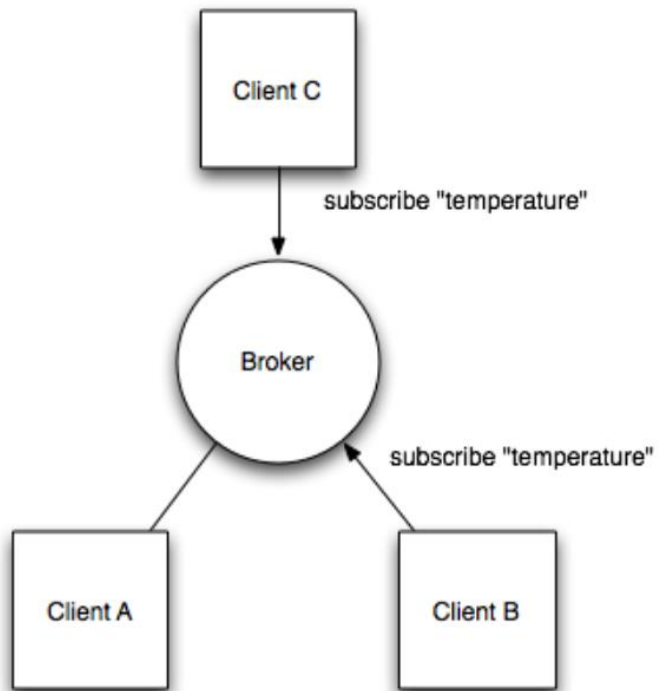 Client C
subscribe "temperature"
Broker
subscribe "temperature"
Client A
Client B